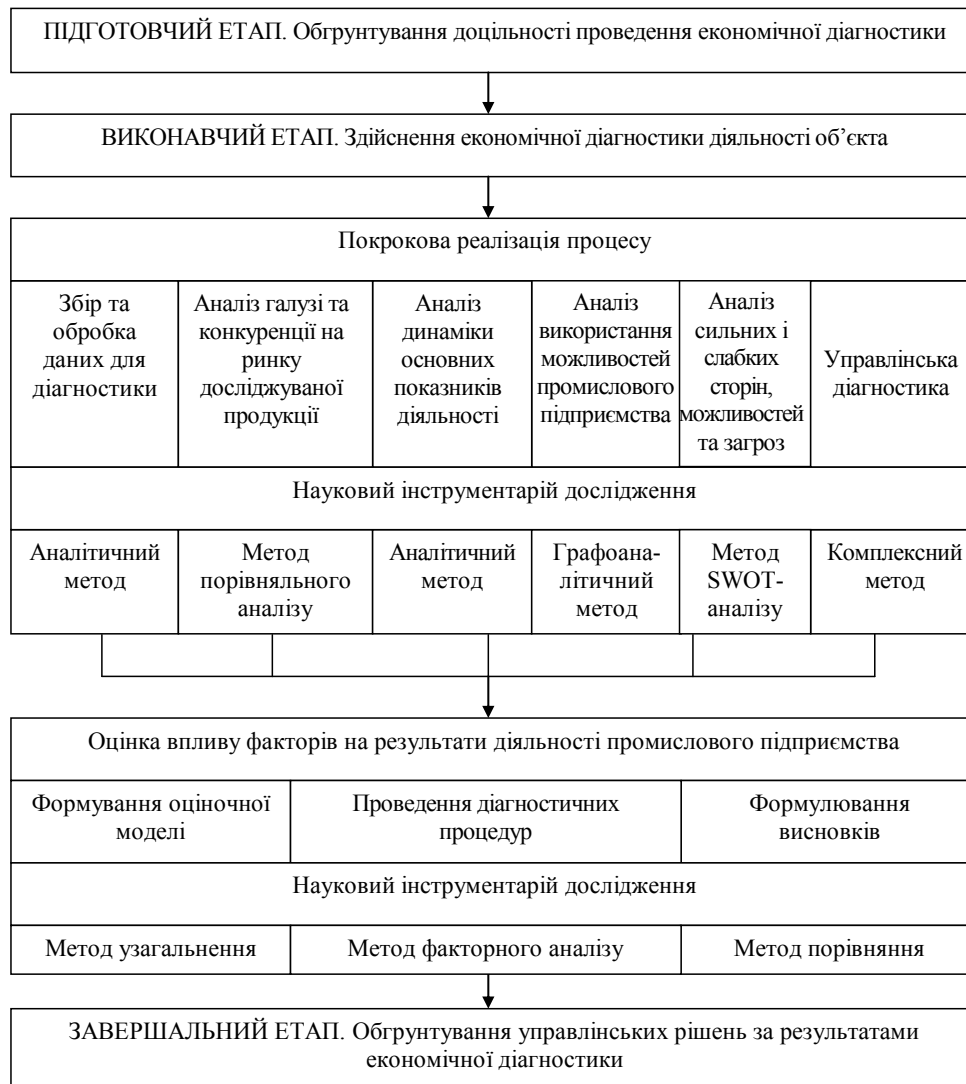 ПІДГОТОВЧИЙ ЕТАП. Обгрунтування доцільності проведення економічної діагностики
ВИКОНАВЧИЙ ЕТАП. Здійснення економічної діагностики діяльності об’єкта
Покрокова реалізація процесу
Збір та
обробка
даних для
діагностики
Аналіз галузі та
конкуренції на
ринку
досліджуваної
продукції
Аналіз
динаміки
основних
показників
діяльності
Аналіз
використання
можливостей
промислового
підприємства
Аналіз
сильних і
слабких
сторін,
можливостей
та загроз
Управлінська
діагностика
Науковий інструментарій дослідження
Аналітичний
метод
Метод
порівняльного
аналізу
Аналітичний
метод
Графоана-
літичний
метод
Метод
SWOT-
аналізу
Комплексний
метод
Оцінка впливу факторів на результати діяльності промислового підприємства
Формування оціночної
моделі
Проведення діагностичних
процедур
Формулювання
висновків
Науковий інструментарій дослідження
Метод узагальнення
Метод факторного аналізу
Метод порівняння
ЗАВЕРШАЛЬНИЙ ЕТАП. Обгрунтування управлінських рішень за результатами
економічної діагностики